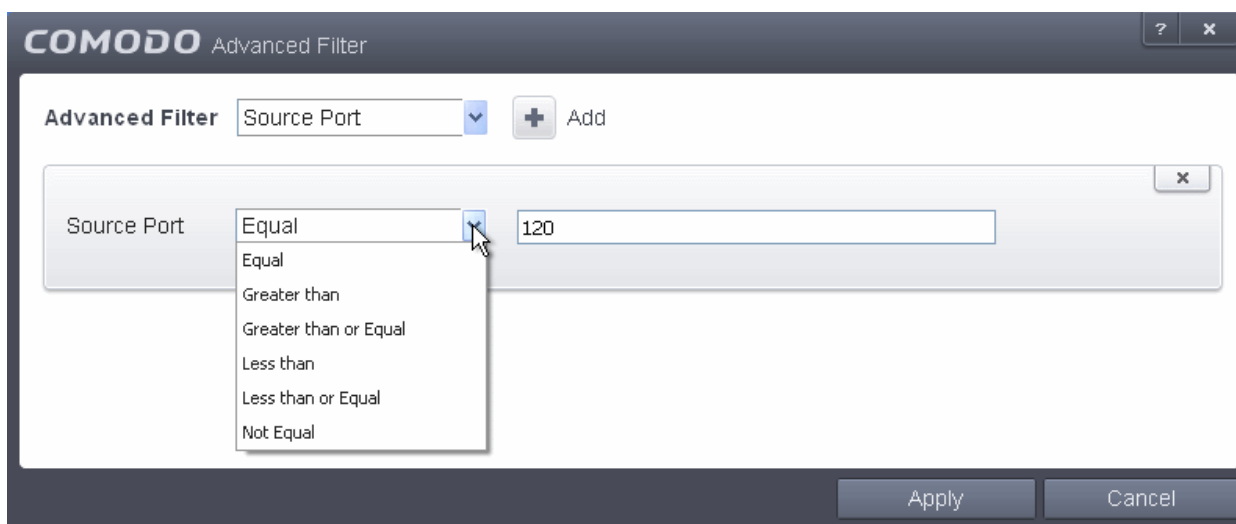 COMODO Advanced Filter ? x
Advanced Filter Source Port + Add
x
Source Port Equal 120
Equal
Greater than
Greater than or Equal
Less than
Less than or Equal
Not Equal
Apply Cancel